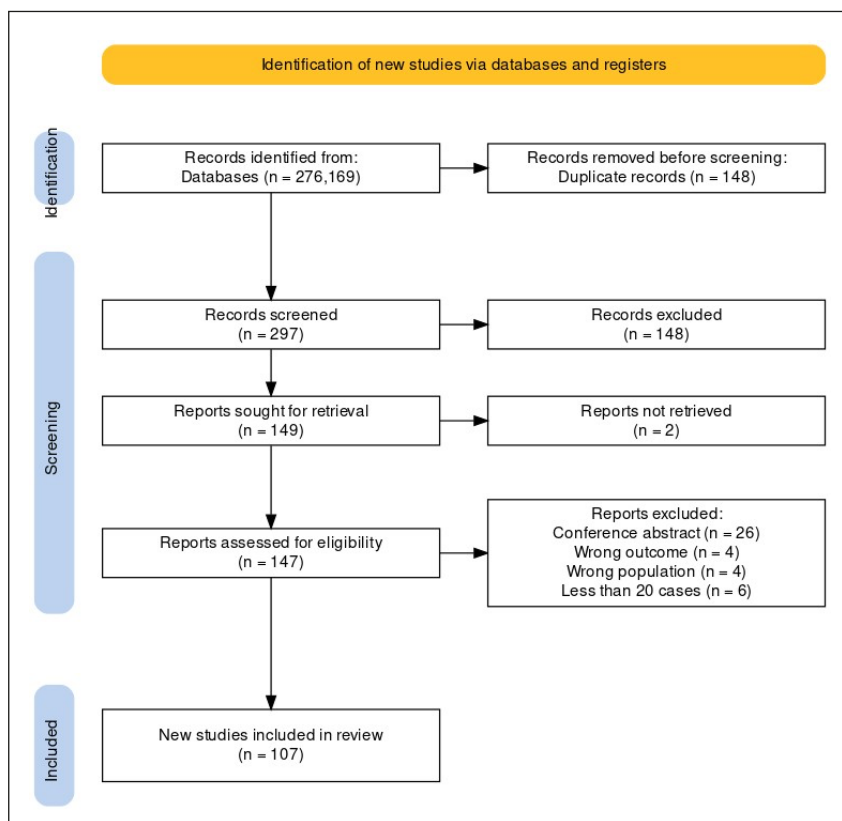 Identification of new studies via databases and registers
Identification
Records identified from:
Databases (n = 276,169)
Records removed before screening:
Duplicate records (n = 148)
Screening
Records screened
(n = 297)
Records excluded
(n = 148)
Reports sought for retrieval
(n = 149)
Reports not retrieved
(n = 2)
Reports assessed for eligibility
(n = 147)
Reports excluded:
Conference abstract (n = 26)
Wrong outcome (n = 4)
Wrong population (n = 4)
Less than 20 cases (n = 6)
Included
New studies included in review
(n = 107)